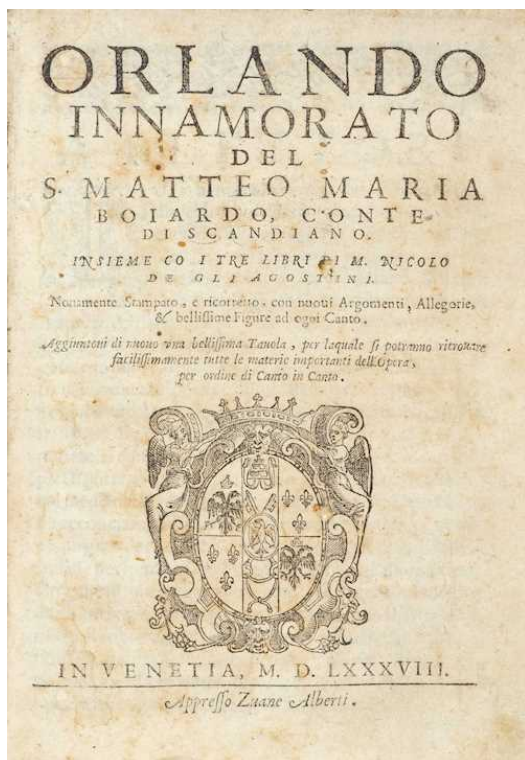 ORLANDO
INNAMORATO
DEL
S. MATTEO MARIA
BOIARDO, CONTE
DI SCANDIANO.
INSIEME CO I TRE LIBRI DI M. NICOLO
DE GLI AGOSTINI.
Nouamente Stampato, e ricorretto, con nuoui Argomenti, Allegorie,
& bellissime Figure ad ogni Canto.
Aggiuntoui di nuouo vna bellissima Tauola, per laquale si potranno ritrouare
facilissimamente tutte le materie importanti dell'Opera,
per ordine di Canto in Canto.
IN VENETIA, M. D. LXXXVIII.
Appresso Zuane Alberti.